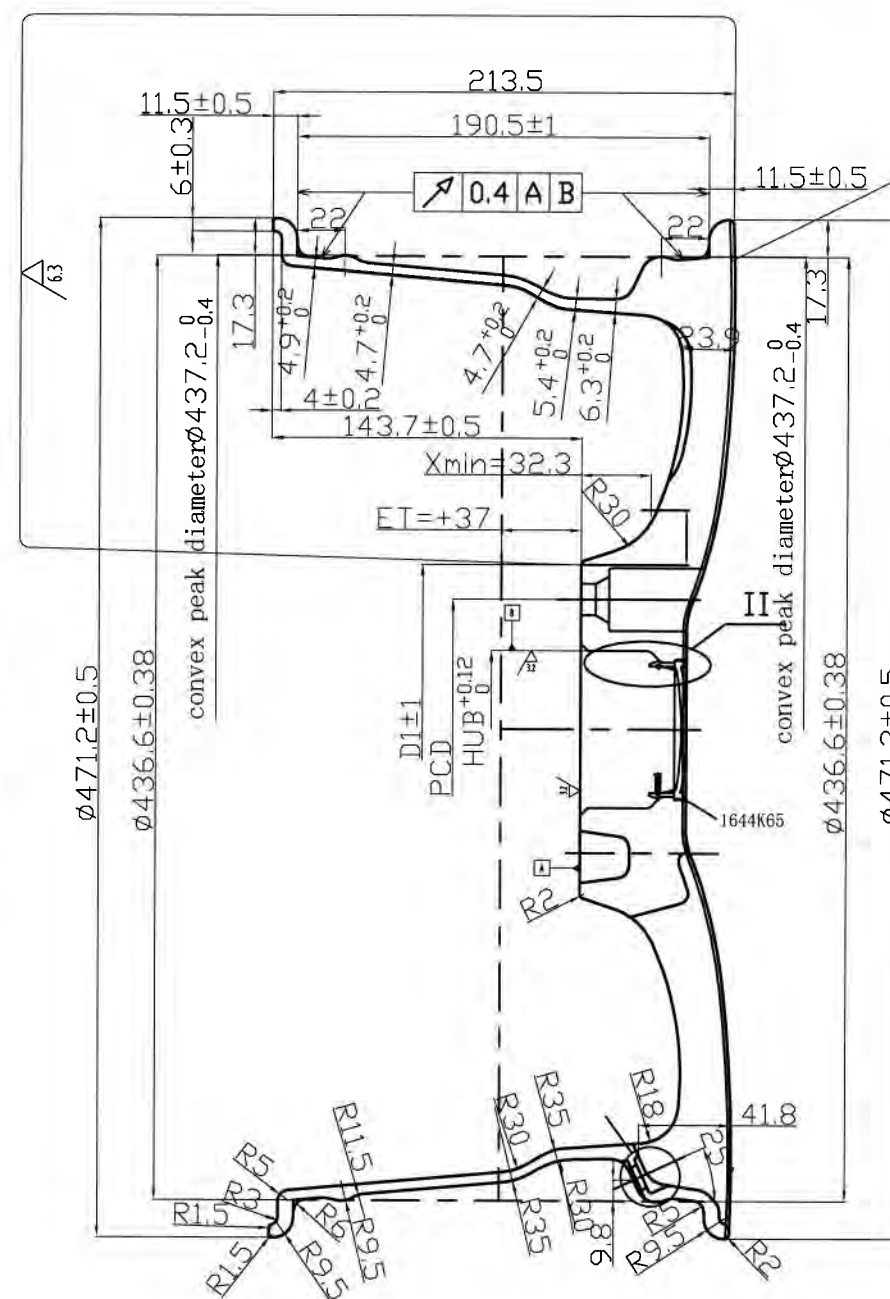 213.5
11.5±0.5
190.5±1
6±0.3
↗ 0.4 A B
11.5±0.5
22
22
6.3
17.3
17.3
4.9+0.2 0
4.7+0.2 0
4.7+0.2 0
5.4+0.2 0
6.3+0.2 0
23.9
4±0.2
143.7±0.5
Xmin=32.3
R30
ET=+37
convex peak diameterØ437.2 0 -0.4
convex peak diameterØ437.2 0 -0.4
II
Ø471.2±0.5
Ø436.6±0.38
D1±1
PCD
HUB+0.12 0
Ø436.6±0.38
Ø471.2±0.5
1644K65
R2
R18
41.8
R35
R30
R11.5
25
R5
R3
R1.5
R6
R9.5
R35
R30
9.8
R5
R9.5
R2
R1.5
R9.5